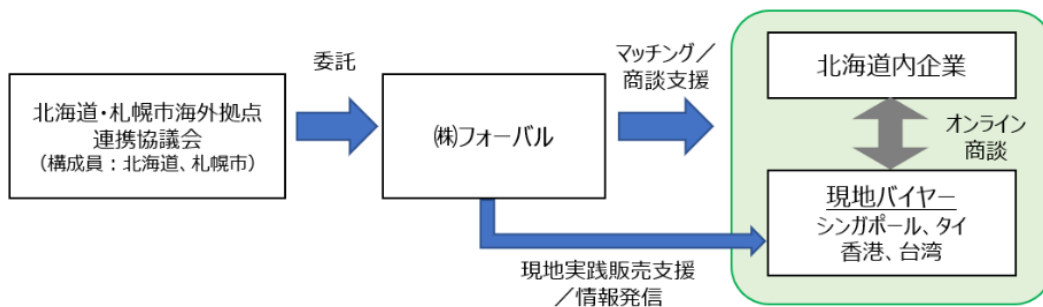 北海道・札幌市海外拠点
連携協議会
（構成員：北海道、札幌市）
委託
㈱フォーバル
マッチング／
商談支援
北海道内企業
オンライン
商談
現地バイヤー
シンガポール、タイ
香港、台湾
現地実践販売支援
／情報発信